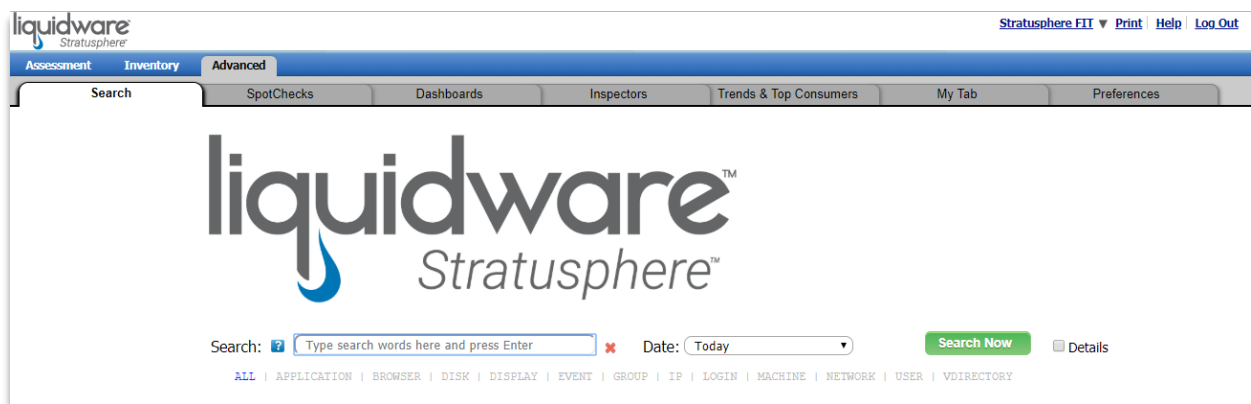 liquidware
Stratusphere
Stratusphere FIT ▼ Print | Help | Log Out
Assessment Inventory Advanced
Search SpotChecks Dashboards Inspectors Trends & Top Consumers My Tab Preferences
liquidware™
Stratusphere™
Search: ? Type search words here and press Enter Date: Today Search Now Details
ALL | APPLICATION | BROWSER | DISK | DISPLAY | EVENT | GROUP | IP | LOGIN | MACHINE | NETWORK | USER | VDIRECTORY